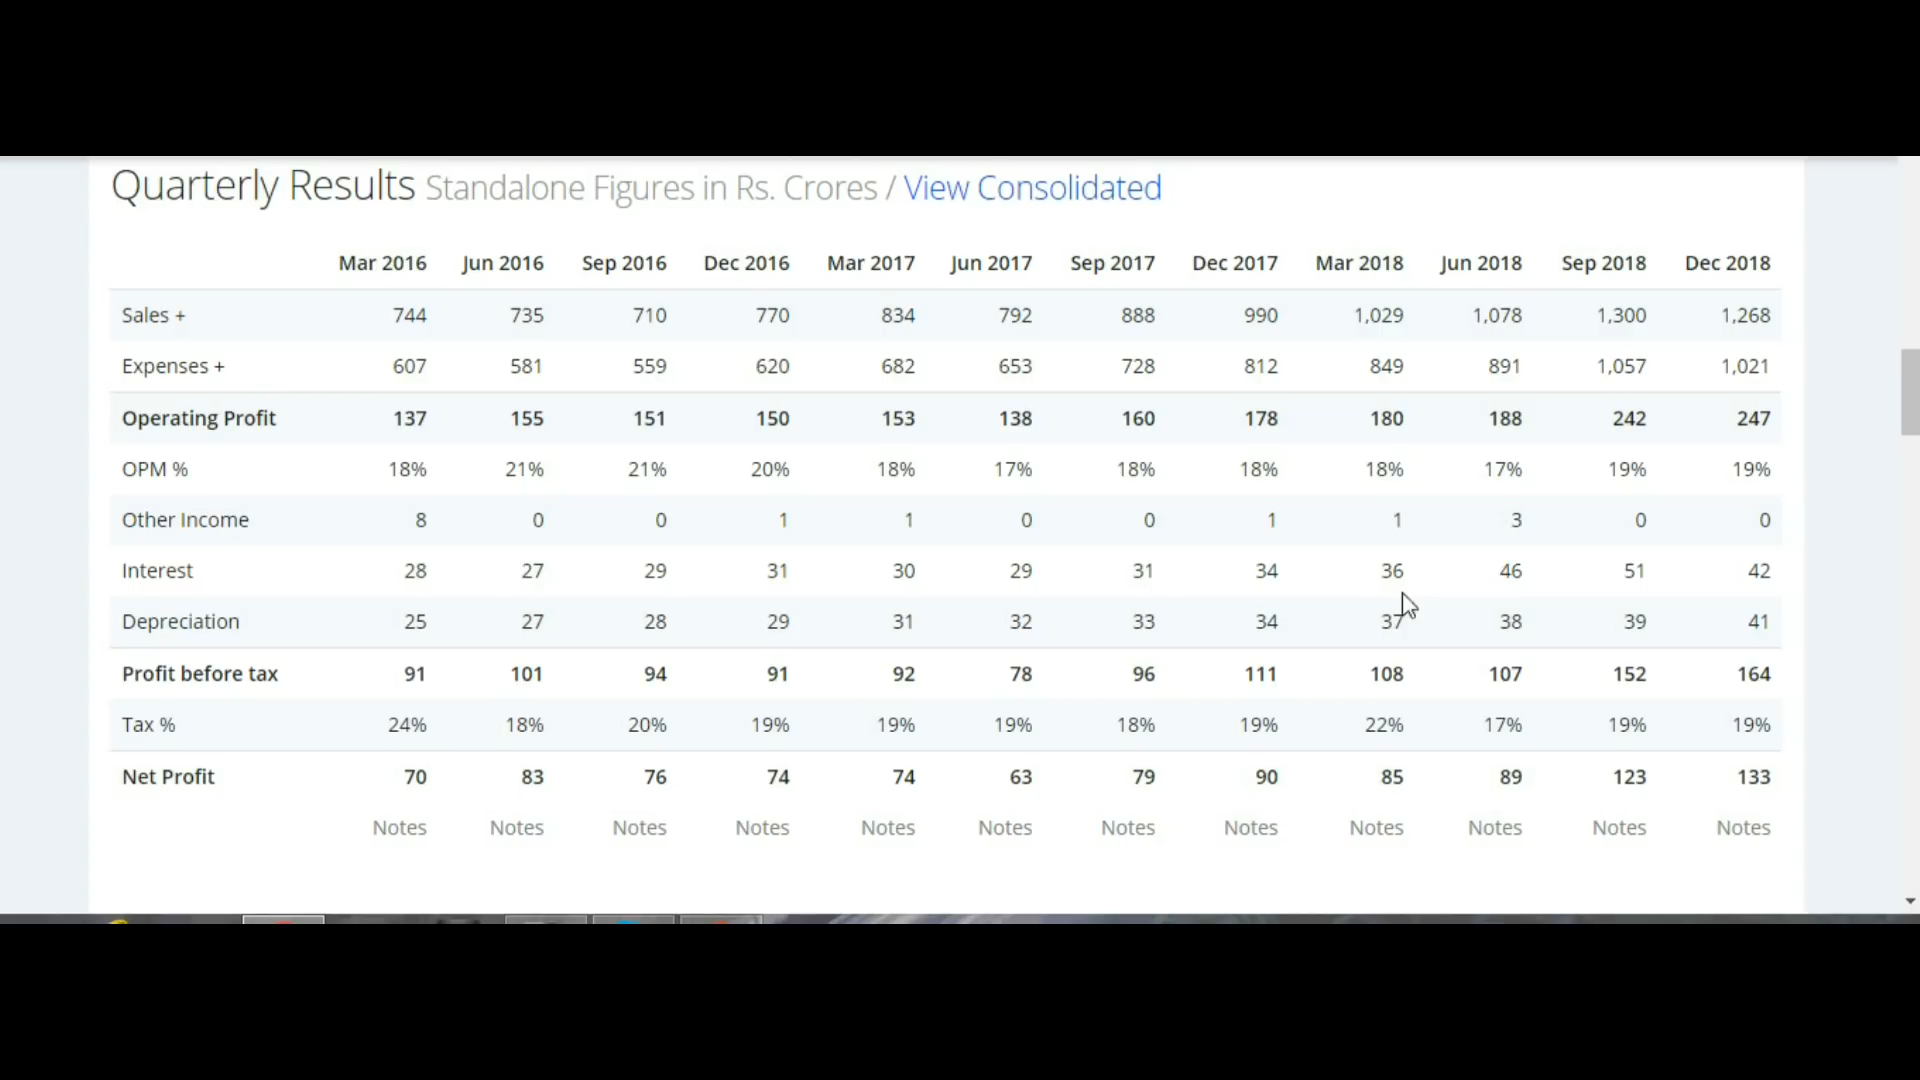 Quarterly Results Standalone Figures in Rs. Crores / View Consolidated
Mar 2016 Jun 2016 Sep 2016 Dec 2016 Mar 2017 Jun 2017 Sep 2017 Dec 2017 Mar 2018 Jun 2018 Sep 2018 Dec 2018
Sales + 744 735 710 770 834 792 888 990 1,029 1,078 1,300 1,268
Expenses + 607 581 559 620 682 653 728 812 849 891 1,057 1,021
Operating Profit 137 155 151 150 153 138 160 178 180 188 242 247
OPM % 18% 21% 21% 20% 18% 17% 18% 18% 18% 17% 19% 19%
Other Income 8 0 0 1 1 0 0 1 1 3 0 0
Interest 28 27 29 31 30 29 31 34 36 46 51 42
Depreciation 25 27 28 29 31 32 33 34 37 38 39 41
Profit before tax 91 101 94 91 92 78 96 111 108 107 152 164
Tax % 24% 18% 20% 19% 19% 19% 18% 19% 22% 17% 19% 19%
Net Profit 70 83 76 74 74 63 79 90 85 89 123 133
Notes Notes Notes Notes Notes Notes Notes Notes Notes Notes Notes Notes